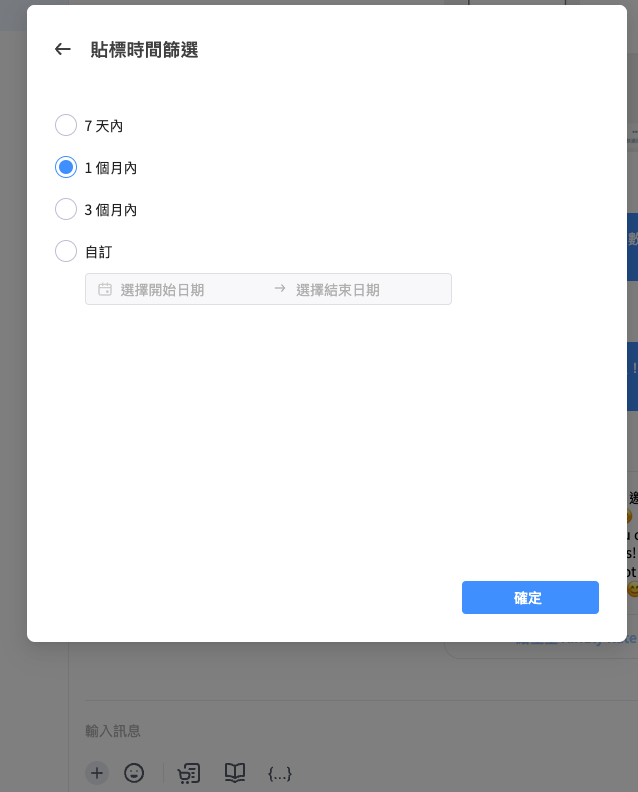 貼標時間篩選
7 天內
1 個月內
3 個月內
自訂
選擇開始日期 → 選擇結束日期
確定
輸入訊息
{...}